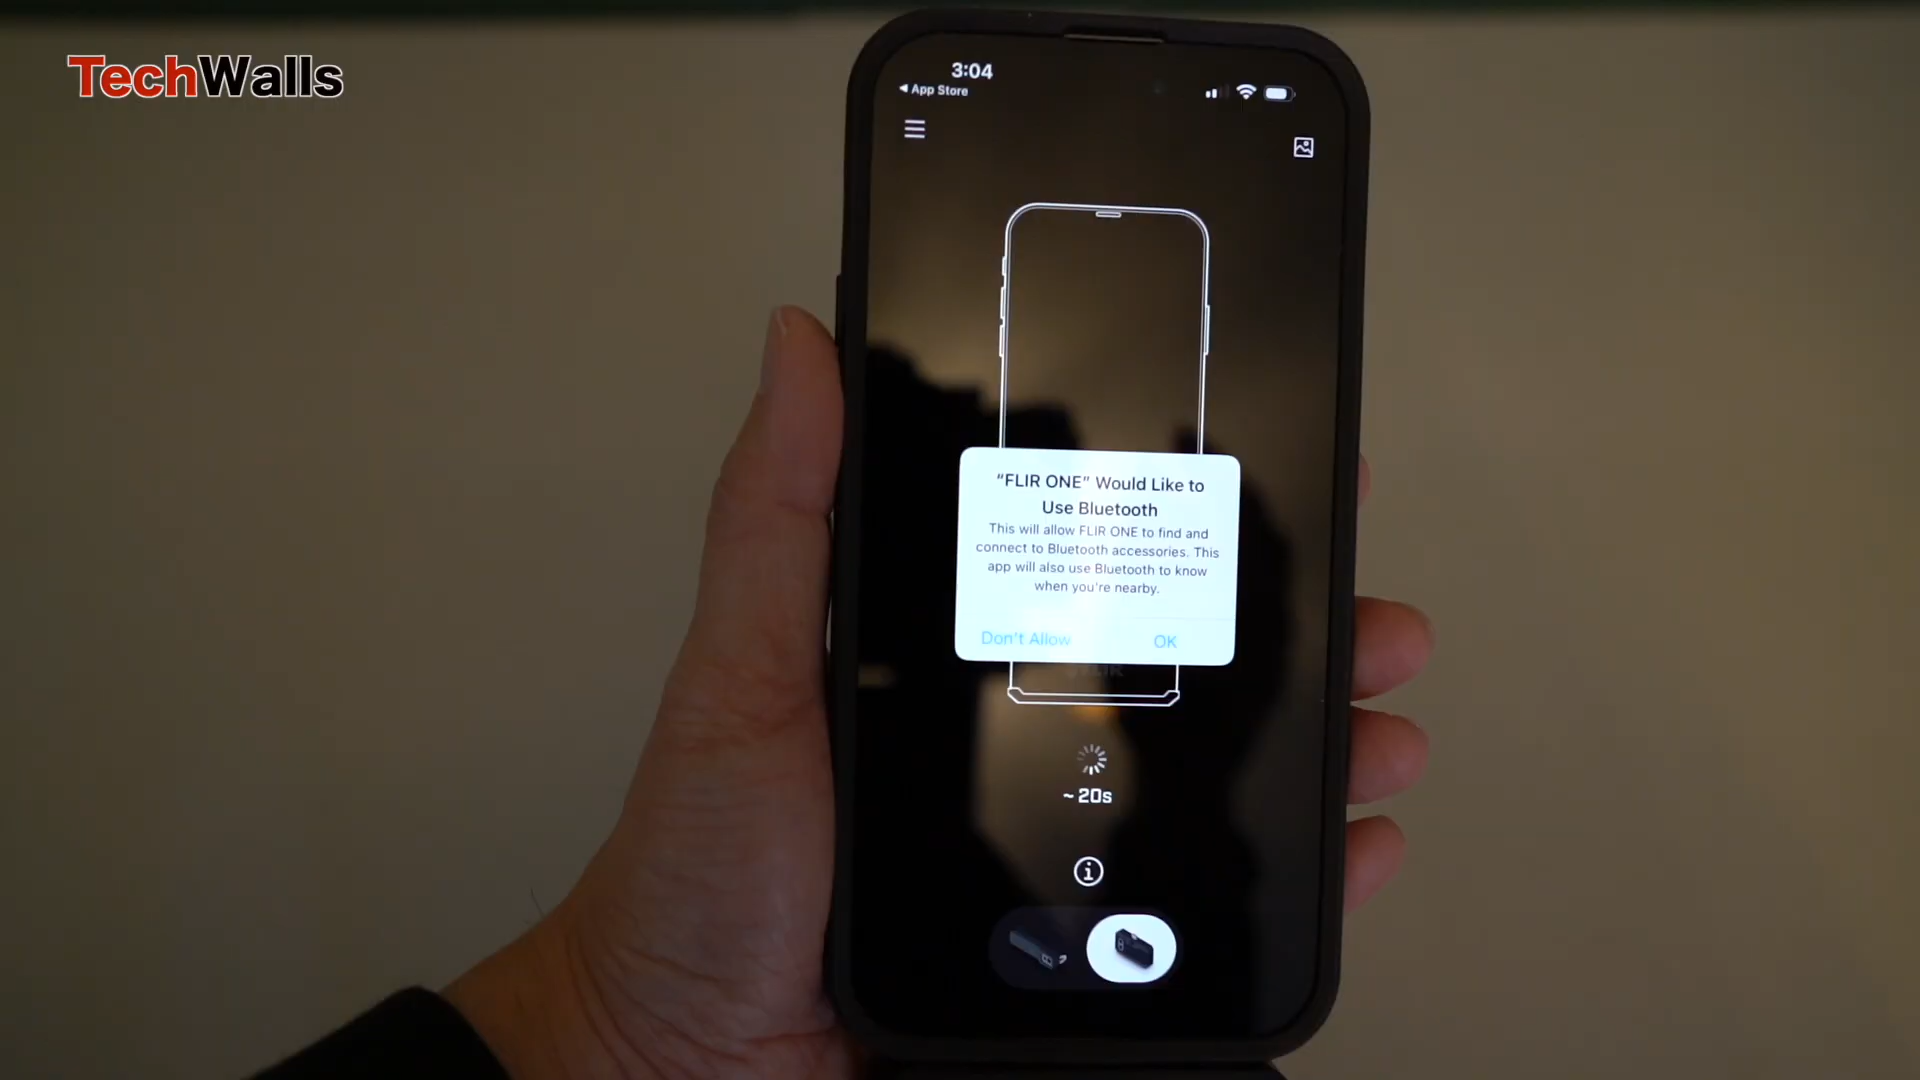 TechWalls
3:04
App Store
"FLIR ONE" Would Like to
Use Bluetooth
This will allow FLIR ONE to find and
connect to Bluetooth accessories. This
app will also use Bluetooth to know
when you're nearby.
Don't Allow
OK
~ 20s